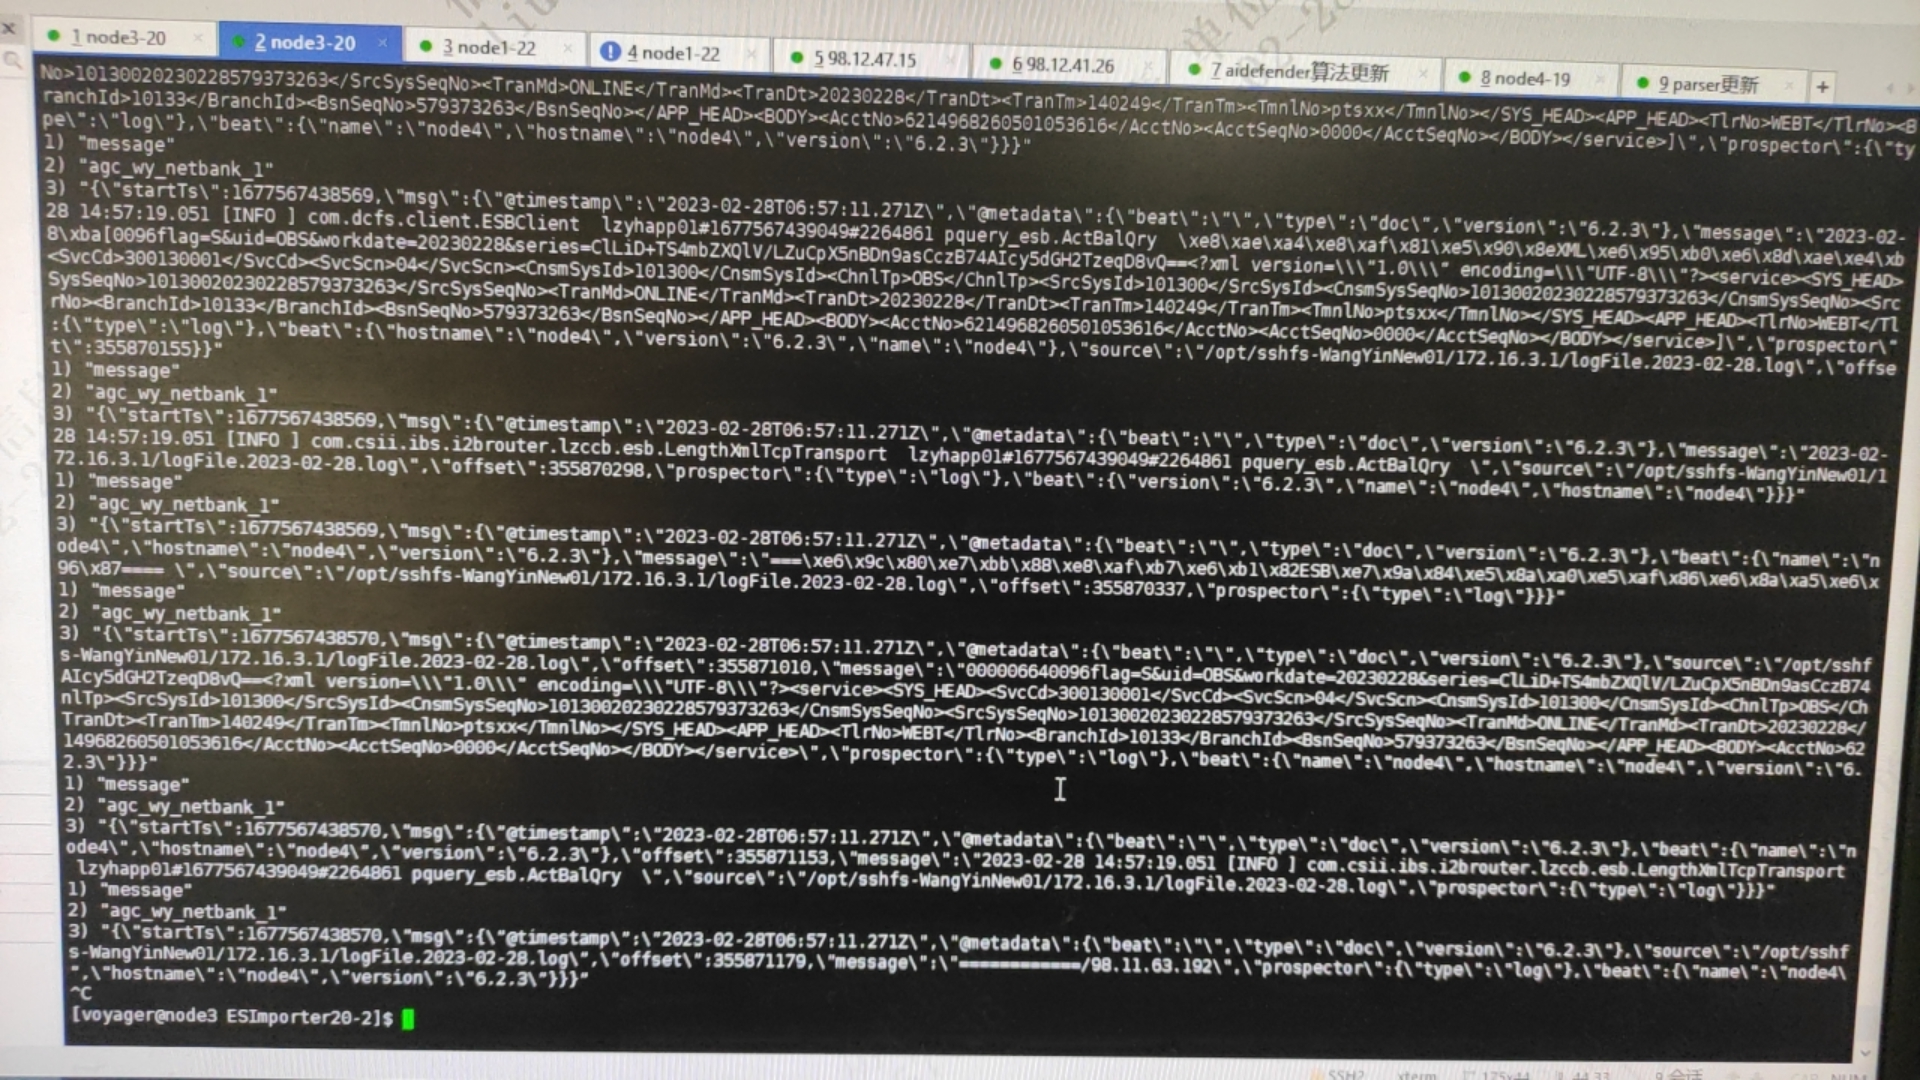 1 node3-20
2 node3-20
3 node1-22
4 node1-22
5 98.12.47.15
6 98.12.41.26
7 aidefender算法更新
8 node4-19
9 parser更新
No>10130020230228579373263</SrcSysSeqNo><TranMd>ONLINE</TranMd><TranDt>20230228</TranDt><TranTm>140249</TranTm><TmnlNo>ptsxx</TmnlNo></SYS_HEAD><APP_HEAD><TlrNo>WEBT</TlrNo><B
ranchId>10133</BranchId><BsnSeqNo>579373263</BsnSeqNo></APP_HEAD><BODY><AcctNo>6214968260501053616</AcctNo><AcctSeqNo>0000</AcctSeqNo></BODY></service>]\",\"prospector\":{\"ty
pe\":\"log\"},\"beat\":{\"name\":\"node4\",\"hostname\":\"node4\",\"version\":\"6.2.3\"}}}"
1) "message"
2) "agc_wy_netbank_1"
3) "{\"startTs\":1677567438569,\"msg\":{\"@timestamp\":\"2023-02-28T06:57:11.271Z\",\"@metadata\":{\"beat\":\"\",\"type\":\"doc\",\"version\":\"6.2.3\"},\"message\":\"2023-02-
28 14:57:19.051 [INFO ] com.dcfs.client.ESBClient  lzyhapp01#1677567439049#2264861 pquery_esb.ActBalQry  \xe8\xae\xa4\xe8\xaf\x81\xe5\x90\x8eXML\xe6\x95\xb0\xe6\x8d\xae\xe4\xb
8\xba[0096flag=S&uid=OBS&workdate=20230228&series=ClLiD+TS4mbZXQlV/LZuCpX5nBDn9asCczB74AIcy5dGH2TzeqD8vQ==<?xml version=\\\"1.0\\\" encoding=\\\"UTF-8\\\"?><service><SYS_HEAD>
<SvcCd>300130001</SvcCd><SvcScn>04</SvcScn><CnsmSysId>101300</CnsmSysId><ChnlTp>OBS</ChnlTp><SrcSysId>101300</SrcSysId><CnsmSysSeqNo>10130020230228579373263</CnsmSysSeqNo><Src
SysSeqNo>10130020230228579373263</SrcSysSeqNo><TranMd>ONLINE</TranMd><TranDt>20230228</TranDt><TranTm>140249</TranTm><TmnlNo>ptsxx</TmnlNo></SYS_HEAD><APP_HEAD><TlrNo>WEBT</Tl
rNo><BranchId>10133</BranchId><BsnSeqNo>579373263</BsnSeqNo></APP_HEAD><BODY><AcctNo>6214968260501053616</AcctNo><AcctSeqNo>0000</AcctSeqNo></BODY></service>]\",\"prospector\"
:{\"type\":\"log\"},\"beat\":{\"hostname\":\"node4\",\"version\":\"6.2.3\",\"name\":\"node4\"},\"source\":\"/opt/sshfs-WangYinNew01/172.16.3.1/logFile.2023-02-28.log\",\"offse
t\":355870155}}"
1) "message"
2) "agc_wy_netbank_1"
3) "{\"startTs\":1677567438569,\"msg\":{\"@timestamp\":\"2023-02-28T06:57:11.271Z\",\"@metadata\":{\"beat\":\"\",\"type\":\"doc\",\"version\":\"6.2.3\"},\"message\":\"2023-02-
28 14:57:19.051 [INFO ] com.csii.ibs.i2brouter.lzccb.esb.LengthXmlTcpTransport  lzyhapp01#1677567439049#2264861 pquery_esb.ActBalQry  \",\"source\":\"/opt/sshfs-WangYinNew01/1
72.16.3.1/logFile.2023-02-28.log\",\"offset\":355870298,\"prospector\":{\"type\":\"log\"},\"beat\":{\"version\":\"6.2.3\",\"name\":\"node4\",\"hostname\":\"node4\"}}}"
1) "message"
2) "agc_wy_netbank_1"
3) "{\"startTs\":1677567438569,\"msg\":{\"@timestamp\":\"2023-02-28T06:57:11.271Z\",\"@metadata\":{\"beat\":\"\",\"type\":\"doc\",\"version\":\"6.2.3\"},\"beat\":{\"name\":\"n
ode4\",\"hostname\":\"node4\",\"version\":\"6.2.3\"},\"message\":\"===\xe6\x9c\x80\xe7\xbb\x88\xe8\xaf\xb7\xe6\xb1\x82ESB\xe7\x9a\x84\xe5\x8a\xa0\xe5\xaf\x86\xe6\x8a\xa5\xe6\x
96\x87==== \",\"source\":\"/opt/sshfs-WangYinNew01/172.16.3.1/logFile.2023-02-28.log\",\"offset\":355870337,\"prospector\":{\"type\":\"log\"}}}"
1) "message"
2) "agc_wy_netbank_1"
3) "{\"startTs\":1677567438570,\"msg\":{\"@timestamp\":\"2023-02-28T06:57:11.271Z\",\"@metadata\":{\"beat\":\"\",\"type\":\"doc\",\"version\":\"6.2.3\"},\"source\":\"/opt/sshf
s-WangYinNew01/172.16.3.1/logFile.2023-02-28.log\",\"offset\":355871010,\"message\":\"000006640096flag=S&uid=OBS&workdate=20230228&series=ClLiD+TS4mbZXQlV/LZuCpX5nBDn9asCczB74
AIcy5dGH2TzeqD8vQ==<?xml version=\\\"1.0\\\" encoding=\\\"UTF-8\\\"?><service><SYS_HEAD><SvcCd>300130001</SvcCd><SvcScn>04</SvcScn><CnsmSysId>101300</CnsmSysId><ChnlTp>OBS</Ch
nlTp><SrcSysId>101300</SrcSysId><CnsmSysSeqNo>10130020230228579373263</CnsmSysSeqNo><SrcSysSeqNo>10130020230228579373263</SrcSysSeqNo><TranMd>ONLINE</TranMd><TranDt>20230228</
TranDt><TranTm>140249</TranTm><TmnlNo>ptsxx</TmnlNo></SYS_HEAD><APP_HEAD><TlrNo>WEBT</TlrNo><BranchId>10133</BranchId><BsnSeqNo>579373263</BsnSeqNo></APP_HEAD><BODY><AcctNo>62
14968260501053616</AcctNo><AcctSeqNo>0000</AcctSeqNo></BODY></service>\",\"prospector\":{\"type\":\"log\"},\"beat\":{\"name\":\"node4\",\"hostname\":\"node4\",\"version\":\"6.
2.3\"}}}"
1) "message"
2) "agc_wy_netbank_1"
3) "{\"startTs\":1677567438570,\"msg\":{\"@timestamp\":\"2023-02-28T06:57:11.271Z\",\"@metadata\":{\"beat\":\"\",\"type\":\"doc\",\"version\":\"6.2.3\"},\"beat\":{\"name\":\"n
ode4\",\"hostname\":\"node4\",\"version\":\"6.2.3\"},\"offset\":355871153,\"message\":\"2023-02-28 14:57:19.051 [INFO ] com.csii.ibs.i2brouter.lzccb.esb.LengthXmlTcpTransport
lzyhapp01#1677567439049#2264861 pquery_esb.ActBalQry  \",\"source\":\"/opt/sshfs-WangYinNew01/172.16.3.1/logFile.2023-02-28.log\",\"prospector\":{\"type\":\"log\"}}}"
1) "message"
2) "agc_wy_netbank_1"
3) "{\"startTs\":1677567438570,\"msg\":{\"@timestamp\":\"2023-02-28T06:57:11.271Z\",\"@metadata\":{\"beat\":\"\",\"type\":\"doc\",\"version\":\"6.2.3\"},\"source\":\"/opt/sshf
s-WangYinNew01/172.16.3.1/logFile.2023-02-28.log\",\"offset\":355871179,\"message\":\"============/98.11.63.192\",\"prospector\":{\"type\":\"log\"},\"beat\":{\"name\":\"node4\
",\"hostname\":\"node4\",\"version\":\"6.2.3\"}}}"
^C
[voyager@node3 ESImporter20-2]$